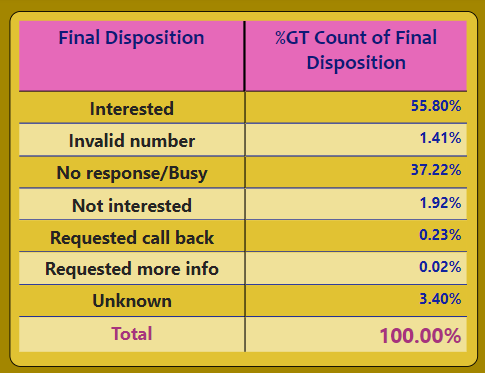 Final Disposition %GT Count of Final
Disposition
Interested 55.80%
Invalid number 1.41%
No response/Busy 37.22%
Not interested 1.92%
Requested call back 0.23%
Requested more info 0.02%
Unknown 3.40%
Total 100.00%